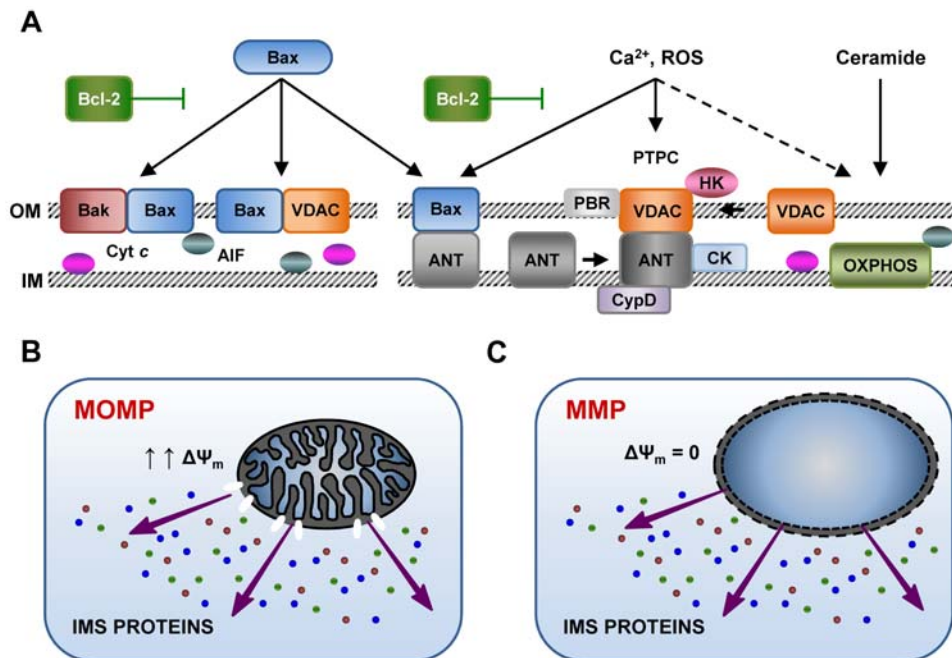 A
Bax
Ca²⁺, ROS
Ceramide
Bcl-2
Bcl-2
PTPC
HK
OM
Bak
Bax
Bax
VDAC
Bax
PBR
VDAC
VDAC
Cyt c
AIF
ANT
ANT
ANT
CK
OXPHOS
IM
CypD
B
MOMP
↑ ↑ ΔΨm
IMS PROTEINS
C
MMP
ΔΨm = 0
IMS PROTEINS